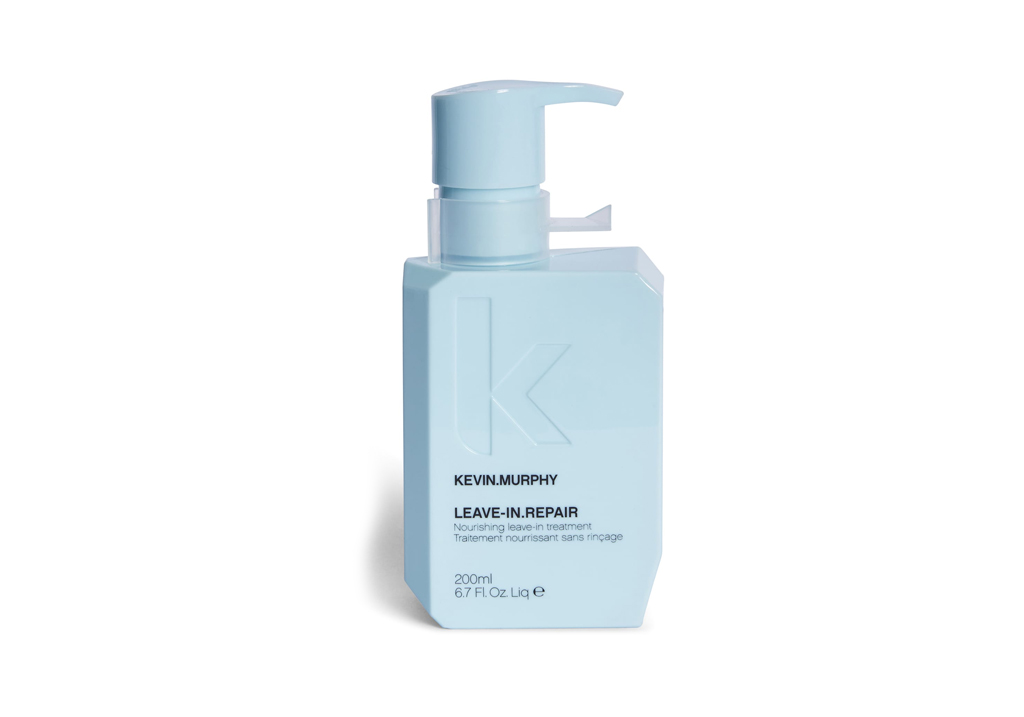 K
KEVIN.MURPHY
LEAVE-IN.REPAIR
Nourishing leave-in treatment
Traitement nourrissant sans rinçage
200ml
6.7 Fl. Oz. Liq ℮